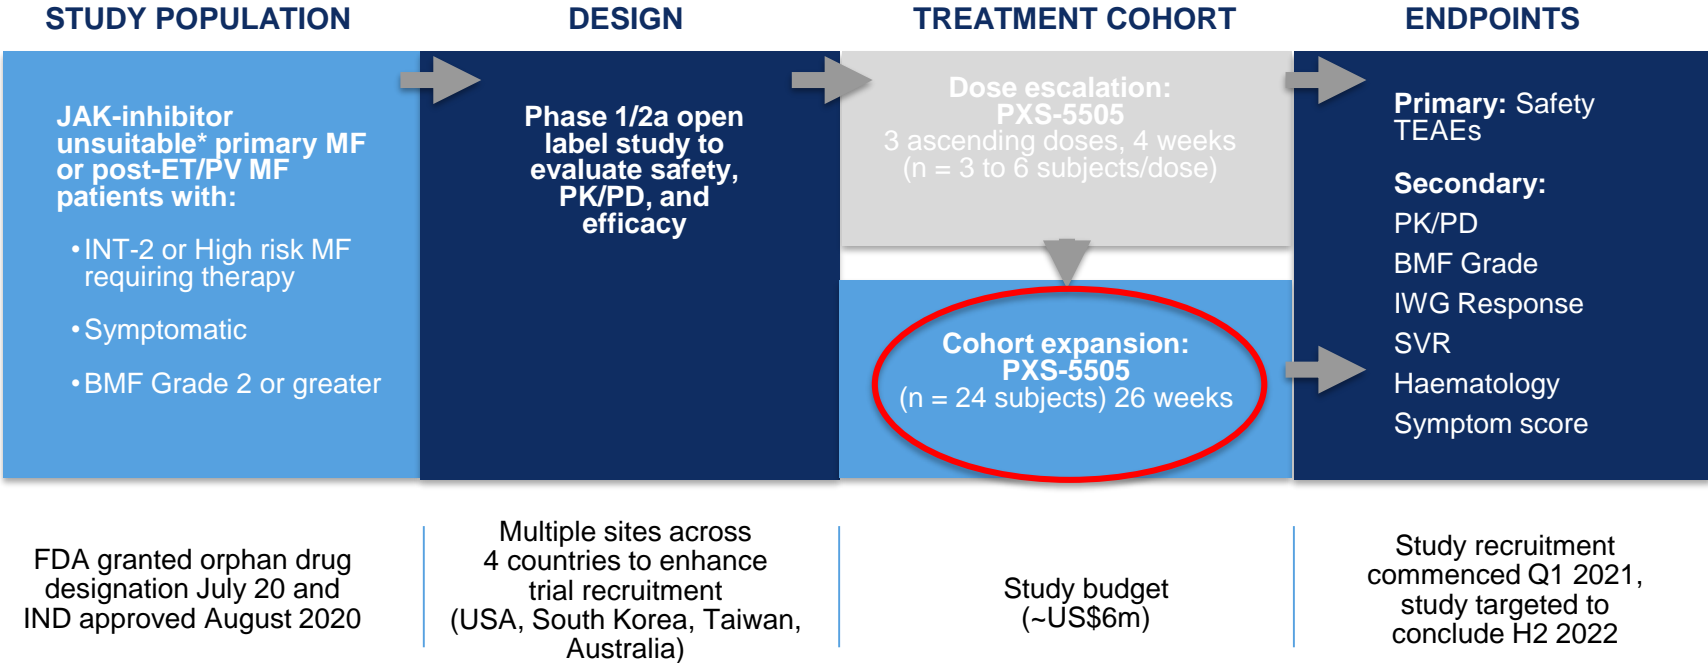 STUDY POPULATION
DESIGN
TREATMENT COHORT
ENDPOINTS
JAK-inhibitor
unsuitable* primary MF
or post-ET/PV MF
patients with:
• INT-2 or High risk MF
requiring therapy
• Symptomatic
• BMF Grade 2 or greater
Phase 1/2a open
label study to
evaluate safety,
PK/PD, and
efficacy
Dose escalation:
PXS-5505
3 ascending doses, 4 weeks
(n = 3 to 6 subjects/dose)
Cohort expansion:
PXS-5505
(n = 24 subjects) 26 weeks
Primary: Safety
TEAEs
Secondary:
PK/PD
BMF Grade
IWG Response
SVR
Haematology
Symptom score
FDA granted orphan drug
designation July 20 and
IND approved August 2020
Multiple sites across
4 countries to enhance
trial recruitment
(USA, South Korea, Taiwan,
Australia)
Study budget
(~US$6m)
Study recruitment
commenced Q1 2021,
study targeted to
conclude H2 2022